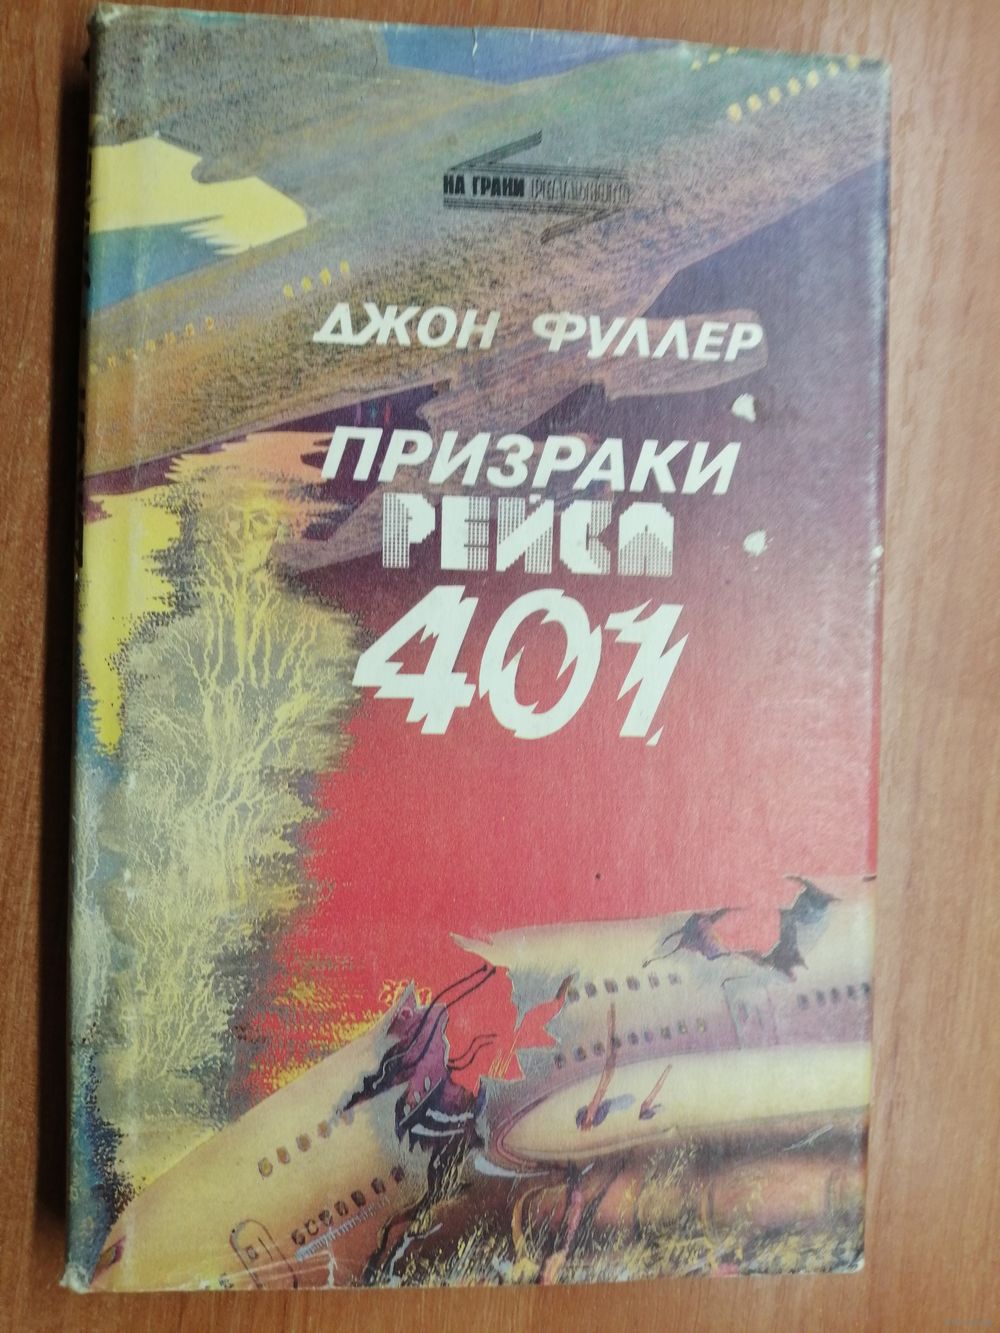 НА ГРАНИ
ДЖОН ФУЛЛЕР
ПРИЗРАКИ
РЕЙСА
401